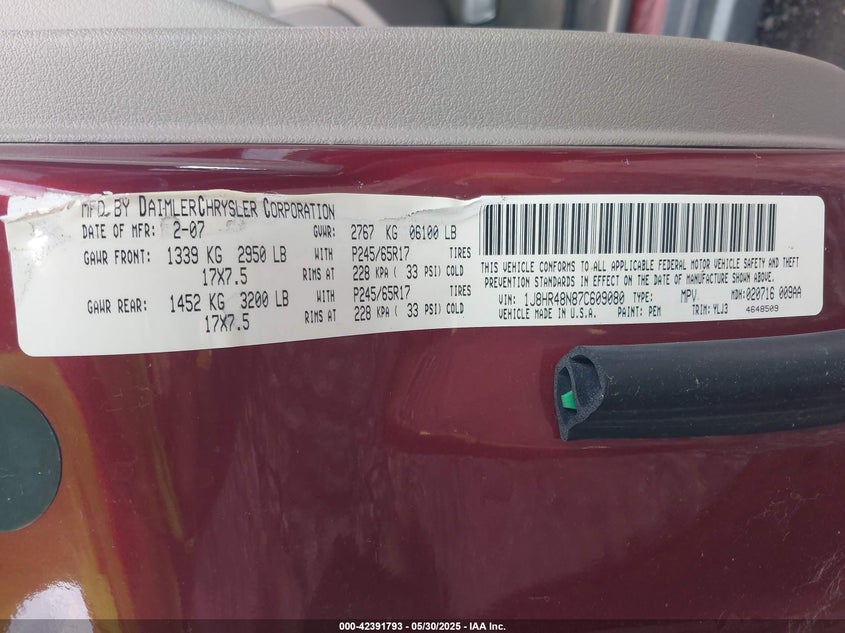 MFD. BY DAIMLERCHRYSLER CORPORATION
DATE OF MFR: 2-07 GVWR: 2767 KG 06100 LB
GAWR FRONT: 1339 KG 2950 LB WITH P245/65R17 TIRES
17X7.5 RIMS AT 228 KPA ( 33 PSI) COLD
GAWR REAR: 1452 KG 3200 LB WITH P245/65R17 TIRES
17X7.5 RIMS AT 228 KPA ( 33 PSI) COLD
THIS VEHICLE CONFORMS TO ALL APPLICABLE FEDERAL MOTOR VEHICLE SAFETY AND THEFT
PREVENTION STANDARDS IN EFFECT ON THE DATE OF MANUFACTURE SHOWN ABOVE.
VIN: 1J8HR48N87C609080 TYPE: MPV MDH: 020716 009AA
VEHICLE MADE IN U.S.A. PAINT: PEM TRIM: YLJ3 4648509
000-42391793 - 05/30/2025 - IAA Inc.